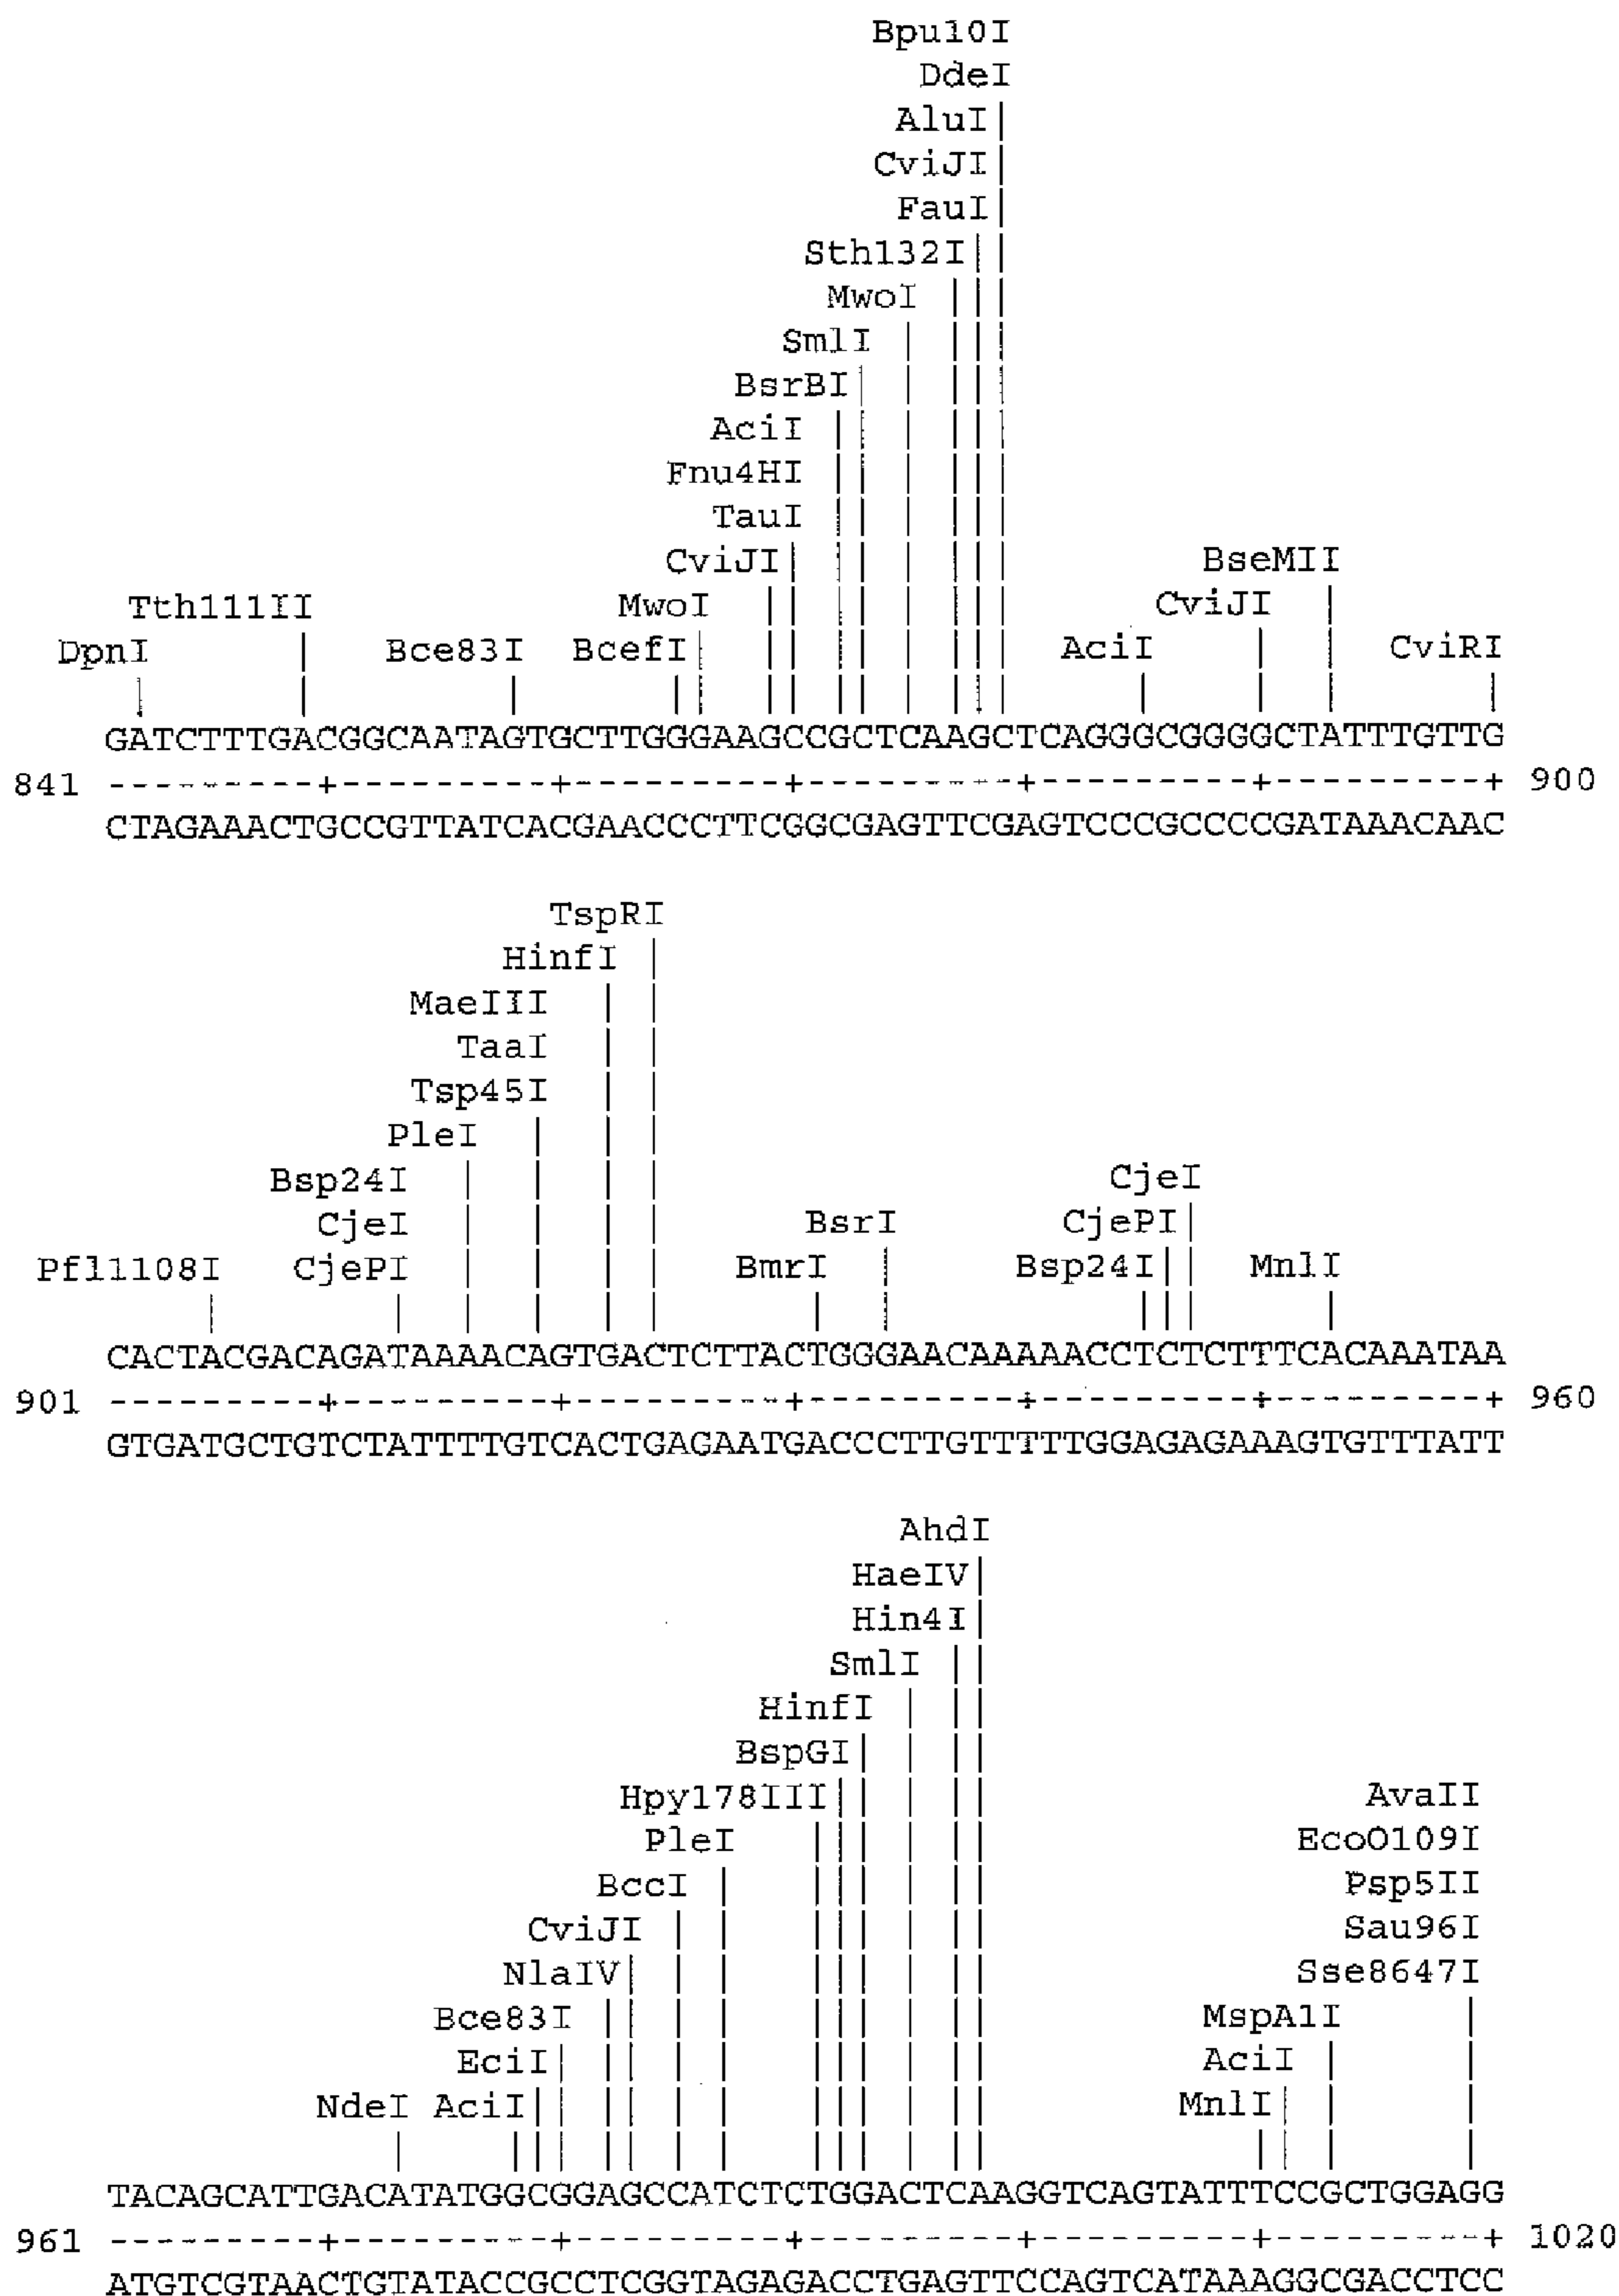 Bpu10I
DdeI
AluI
CviJI
FauI
Sth132I
MwoI
SmlI
BsrBI
AciI
Fnu4HI
TauI
CviJI BseMII
Tth111II MwoI CviJI
DpnI Bce83I BcefI AciI CviRI
GATCTTTGACGGCAATAGTGCTTGGGAAGCCGCTCAAGCTCAGGGCGGGGCTATTTGTTG
841 ---------+---------+---------+---------+---------+---------+ 900
CTAGAAACTGCCGTTATCACGAACCCTTCGGCGAGTTCGAGTCCCGCCCCGATAAACAAC
TspRI
HinfI
MaeIII
TaaI
Tsp45I
PleI
Bsp24I CjeI
CjeI BsrI CjePI
Pfl1108I CjePI BmrI Bsp24I MnlI
CACTACGACAGATAAAACAGTGACTCTTACTGGGAACAAAAACCTCTCTTTCACAAATAA
901 ---------+---------+---------+---------+---------+---------+ 960
GTGATGCTGTCTATTTTGTCACTGAGAATGACCCTTGTTTTTGGAGAGAAAGTGTTTATT
AhdI
HaeIV
Hin4I
SmlI
HinfI
BspGI
Hpy178III AvaII
PleI EcoO109I
BccI Psp5II
CviJI Sau96I
NlaIV Sse8647I
Bce83I MspA1I
EciI AciI
NdeI AciI MnlI
TACAGCATTGACATATGGCGGAGCCATCTCTGGACTCAAGGTCAGTATTTCCGCTGGAGG
961 ---------+---------+---------+---------+---------+---------+ 1020
ATGTCGTAACTGTATACCGCCTCGGTAGAGACCTGAGTTCCAGTCATAAAGGCGACCTCC